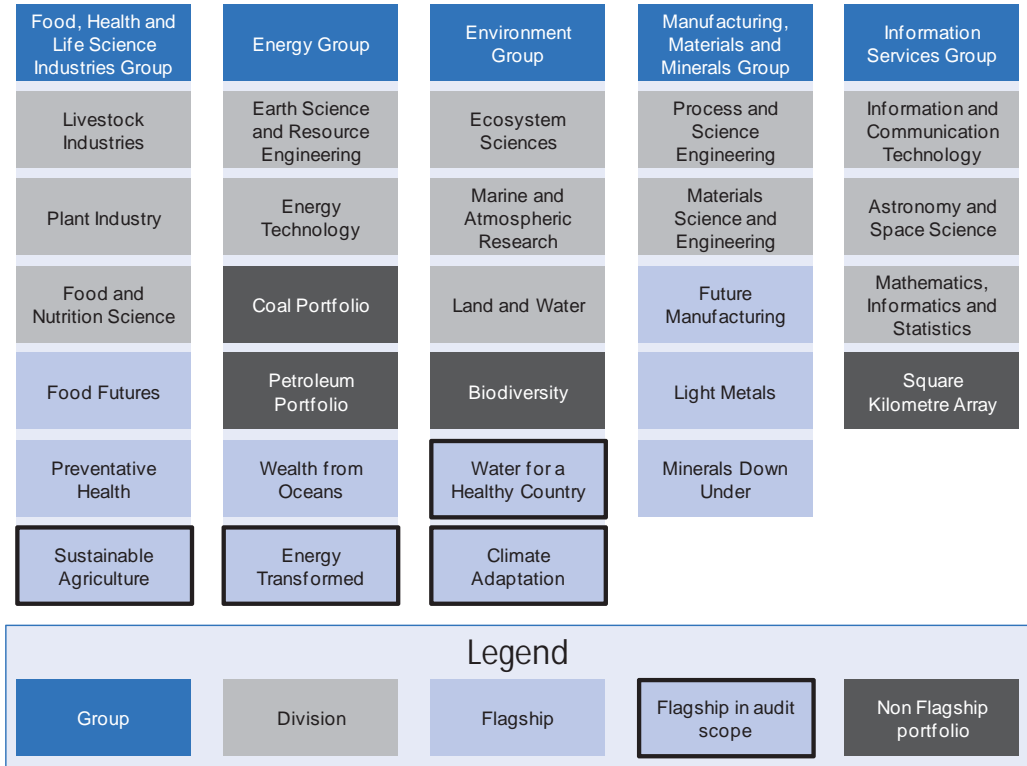 Food, Health and
Life Science
Industries Group
Energy Group
Environment
Group
Manufacturing,
Materials and
Minerals Group
Information
Services Group
Livestock
Industries
Earth Science
and Resource
Engineering
Ecosystem
Sciences
Process and
Science
Engineering
Information and
Communication
Technology
Plant Industry
Energy
Technology
Marine and
Atmospheric
Research
Materials
Science and
Engineering
Astronomy and
Space Science
Food and
Nutrition Science
Coal Portfolio
Land and Water
Future
Manufacturing
Mathematics,
Informatics and
Statistics
Food Futures
Petroleum
Portfolio
Biodiversity
Light Metals
Square
Kilometre Array
Preventative
Health
Wealth from
Oceans
Water for a
Healthy Country
Minerals Down
Under
Sustainable
Agriculture
Energy
Transformed
Climate
Adaptation
Legend
Group
Division
Flagship
Flagship in audit
scope
Non Flagship
portfolio